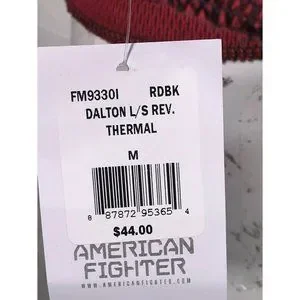 FM9330I RDBK
DALTON L/S REV.
THERMAL
M
8 87872 95365 4
$44.00
AMERICAN
FIGHTER
WWW.AMERICANFIGHTER.COM